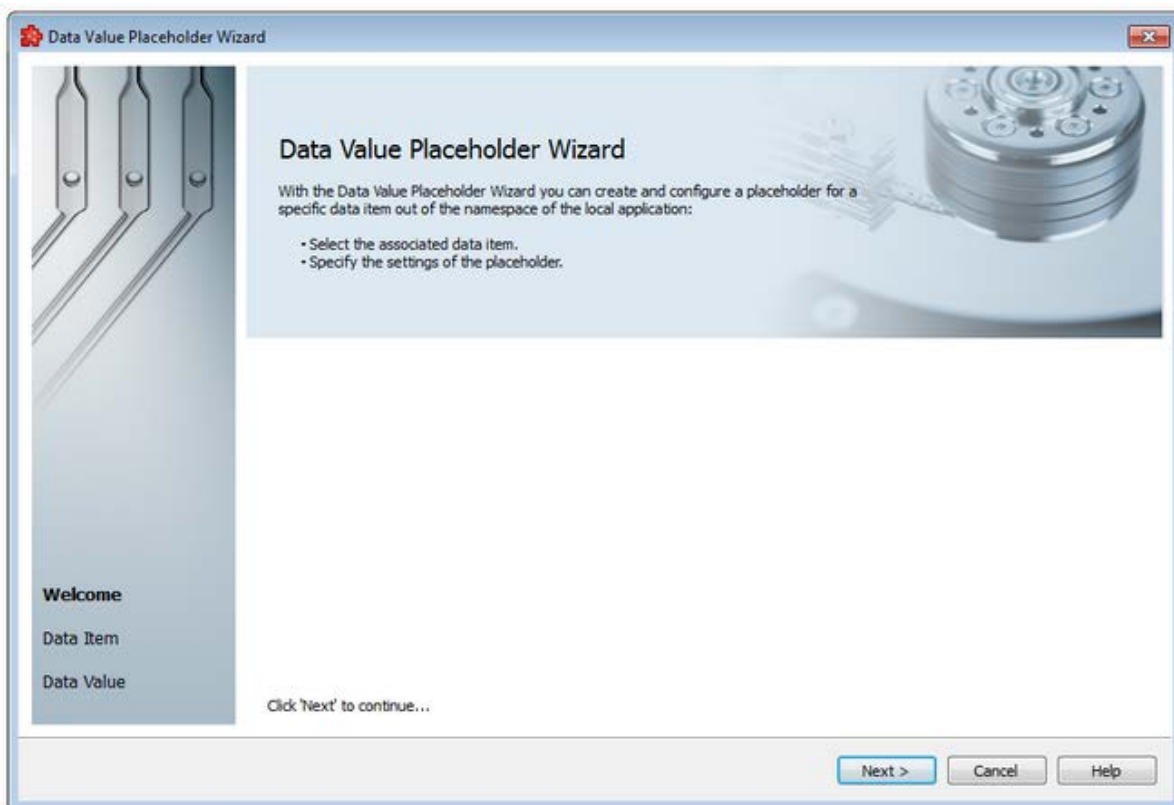 Data Value Placeholder Wizard
Data Value Placeholder Wizard
With the Data Value Placeholder Wizard you can create and configure a placeholder for a
specific data item out of the namespace of the local application:
• Select the associated data item.
• Specify the settings of the placeholder.
Welcome
Data Item
Data Value
Click 'Next' to continue...
Next >
Cancel
Help